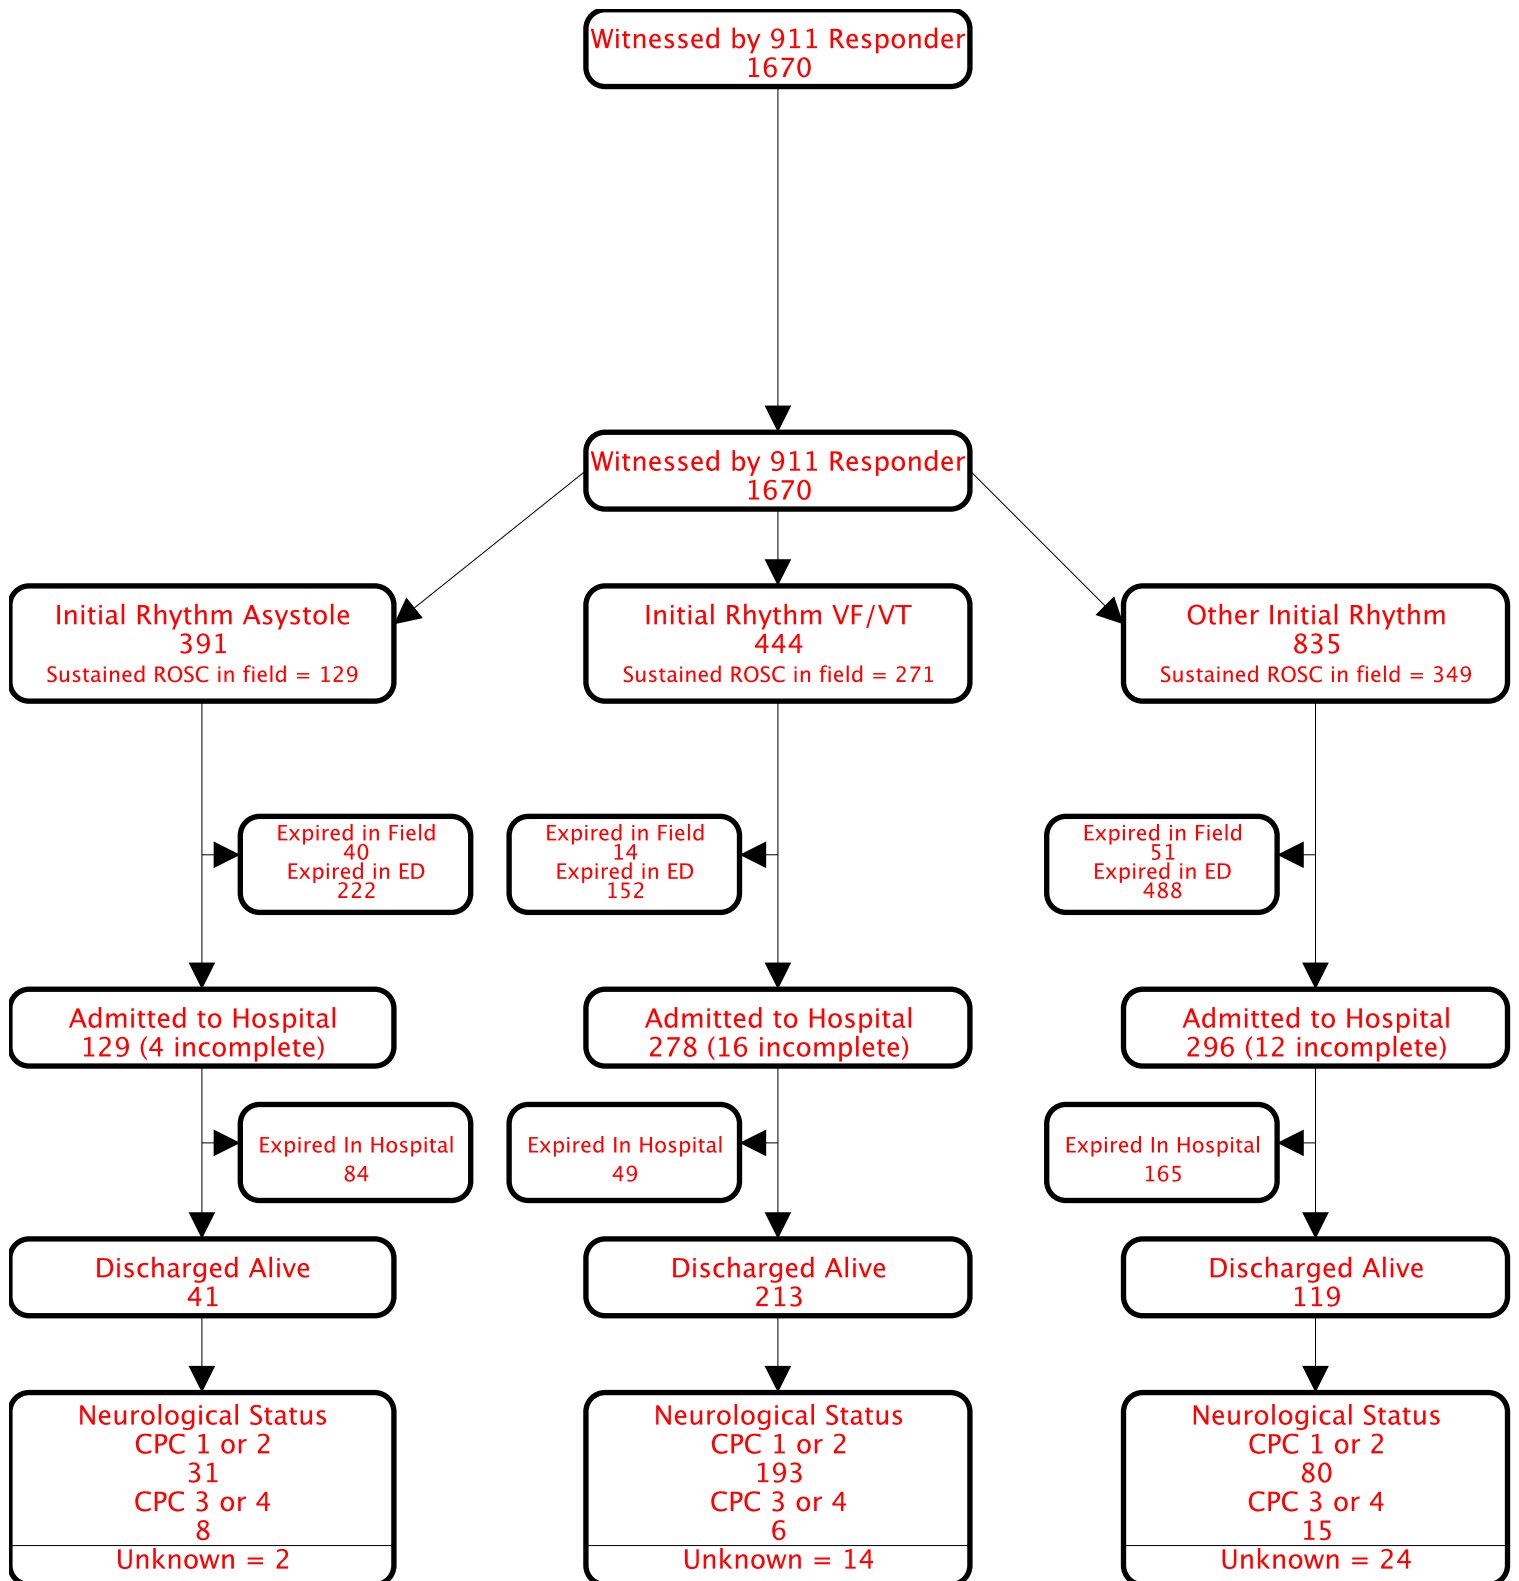 Witnessed by 911 Responder
1670
Witnessed by 911 Responder
1670
Initial Rhythm Asystole
391
Sustained ROSC in field = 129
Initial Rhythm VF/VT
444
Sustained ROSC in field = 271
Other Initial Rhythm
835
Sustained ROSC in field = 349
Expired in Field
40
Expired in ED
222
Expired in Field
14
Expired in ED
152
Expired in Field
51
Expired in ED
488
Admitted to Hospital
129 (4 incomplete)
Admitted to Hospital
278 (16 incomplete)
Admitted to Hospital
296 (12 incomplete)
Expired In Hospital
84
Expired In Hospital
49
Expired In Hospital
165
Discharged Alive
41
Discharged Alive
213
Discharged Alive
119
Neurological Status
CPC 1 or 2
31
CPC 3 or 4
8
Unknown = 2
Neurological Status
CPC 1 or 2
193
CPC 3 or 4
6
Unknown = 14
Neurological Status
CPC 1 or 2
80
CPC 3 or 4
15
Unknown = 24